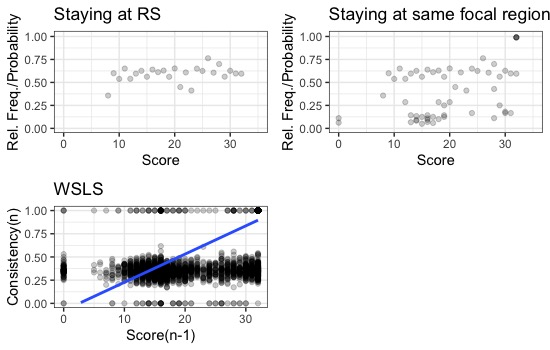 Staying at RS
Rel. Freq./Probability
1.00
0.75
0.50
0.25
0.00
10
20
30
Score
Staying at same focal region
Rel. Freq./Probability
1.00
0.75
0.50
0.25
0.00
0
10
20
30
Score
WSLS
Consistency(n)
1.00
0.75
0.50
0.25
0.00
0
10
20
30
Score(n-1)